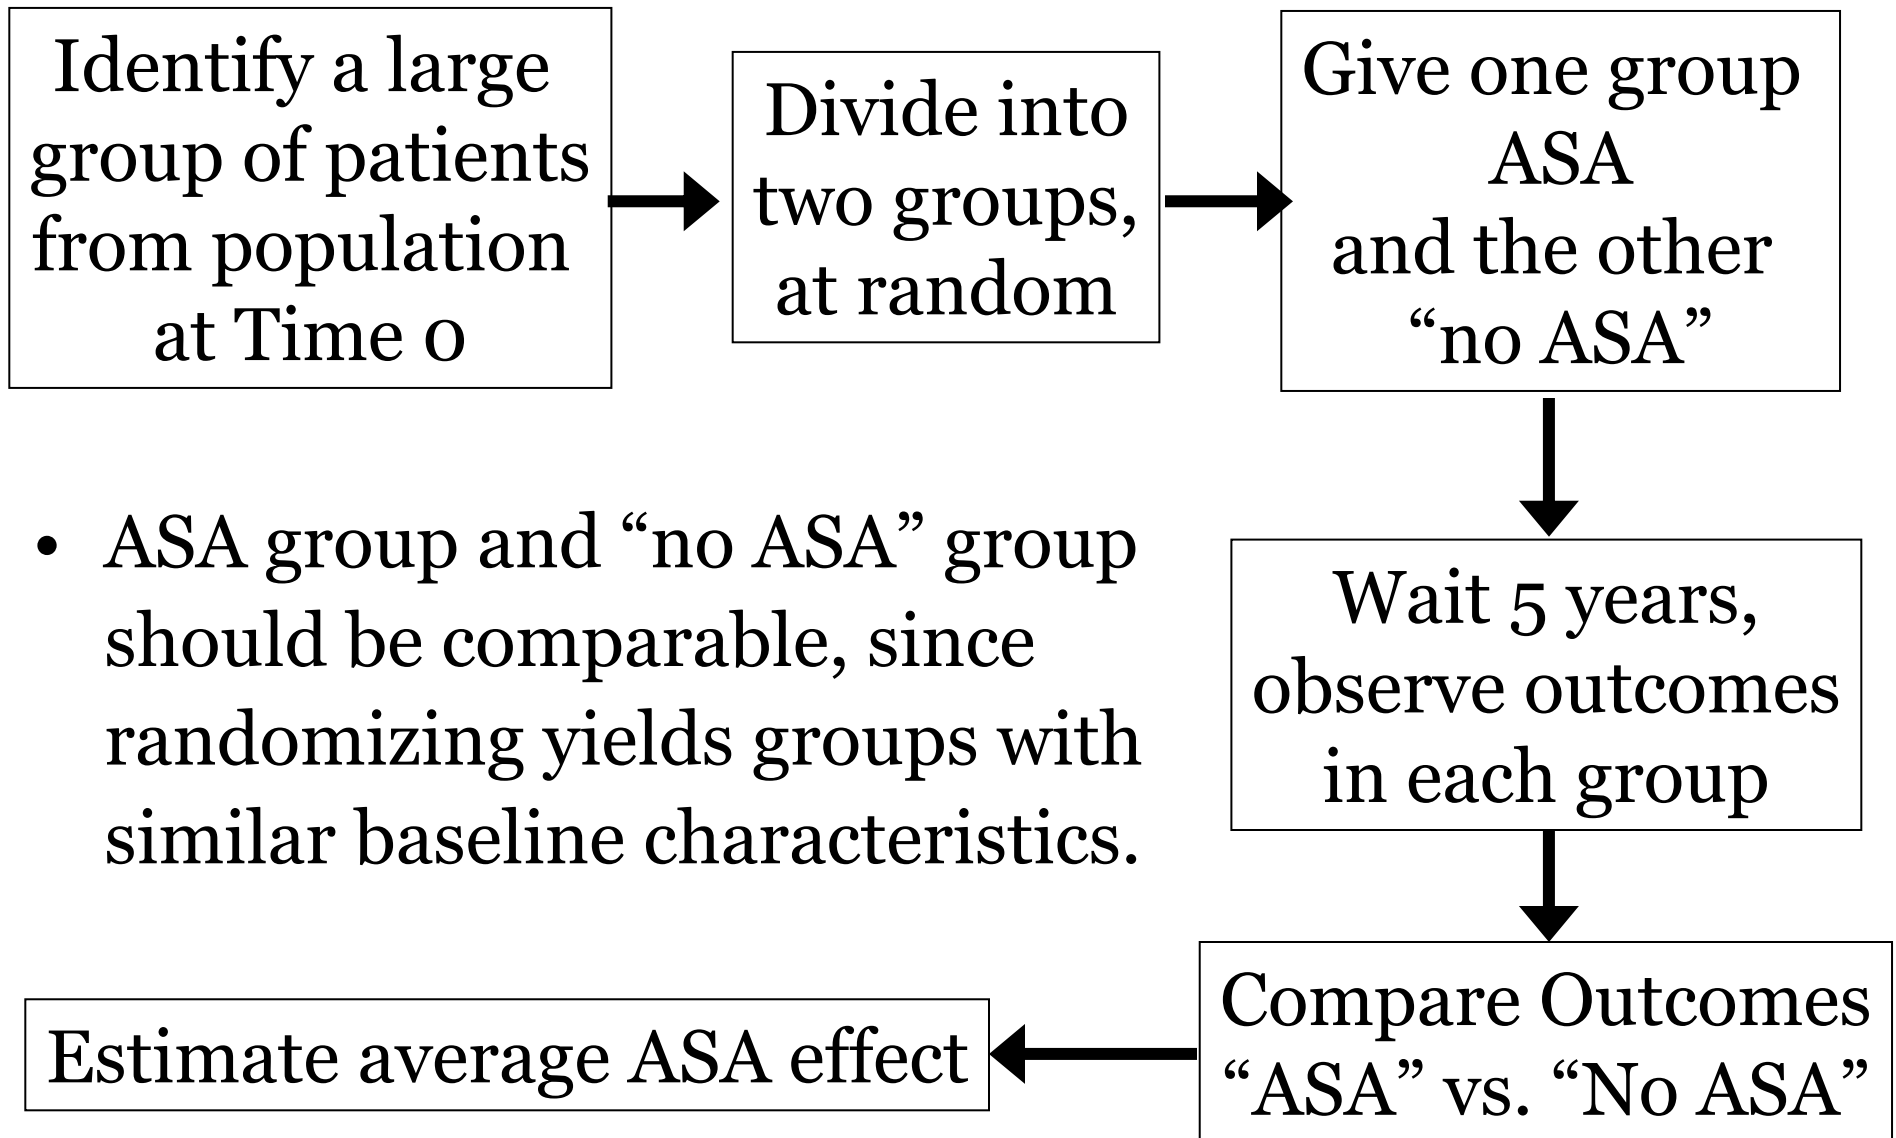 Identify a large
group of patients
from population
at Time 0
Divide into
two groups,
at random
Give one group
ASA
and the other
“no ASA”
Wait 5 years,
observe outcomes
in each group
Compare Outcomes
“ASA” vs. “No ASA”
Estimate average ASA effect
• ASA group and “no ASA” group
should be comparable, since
randomizing yields groups with
similar baseline characteristics.